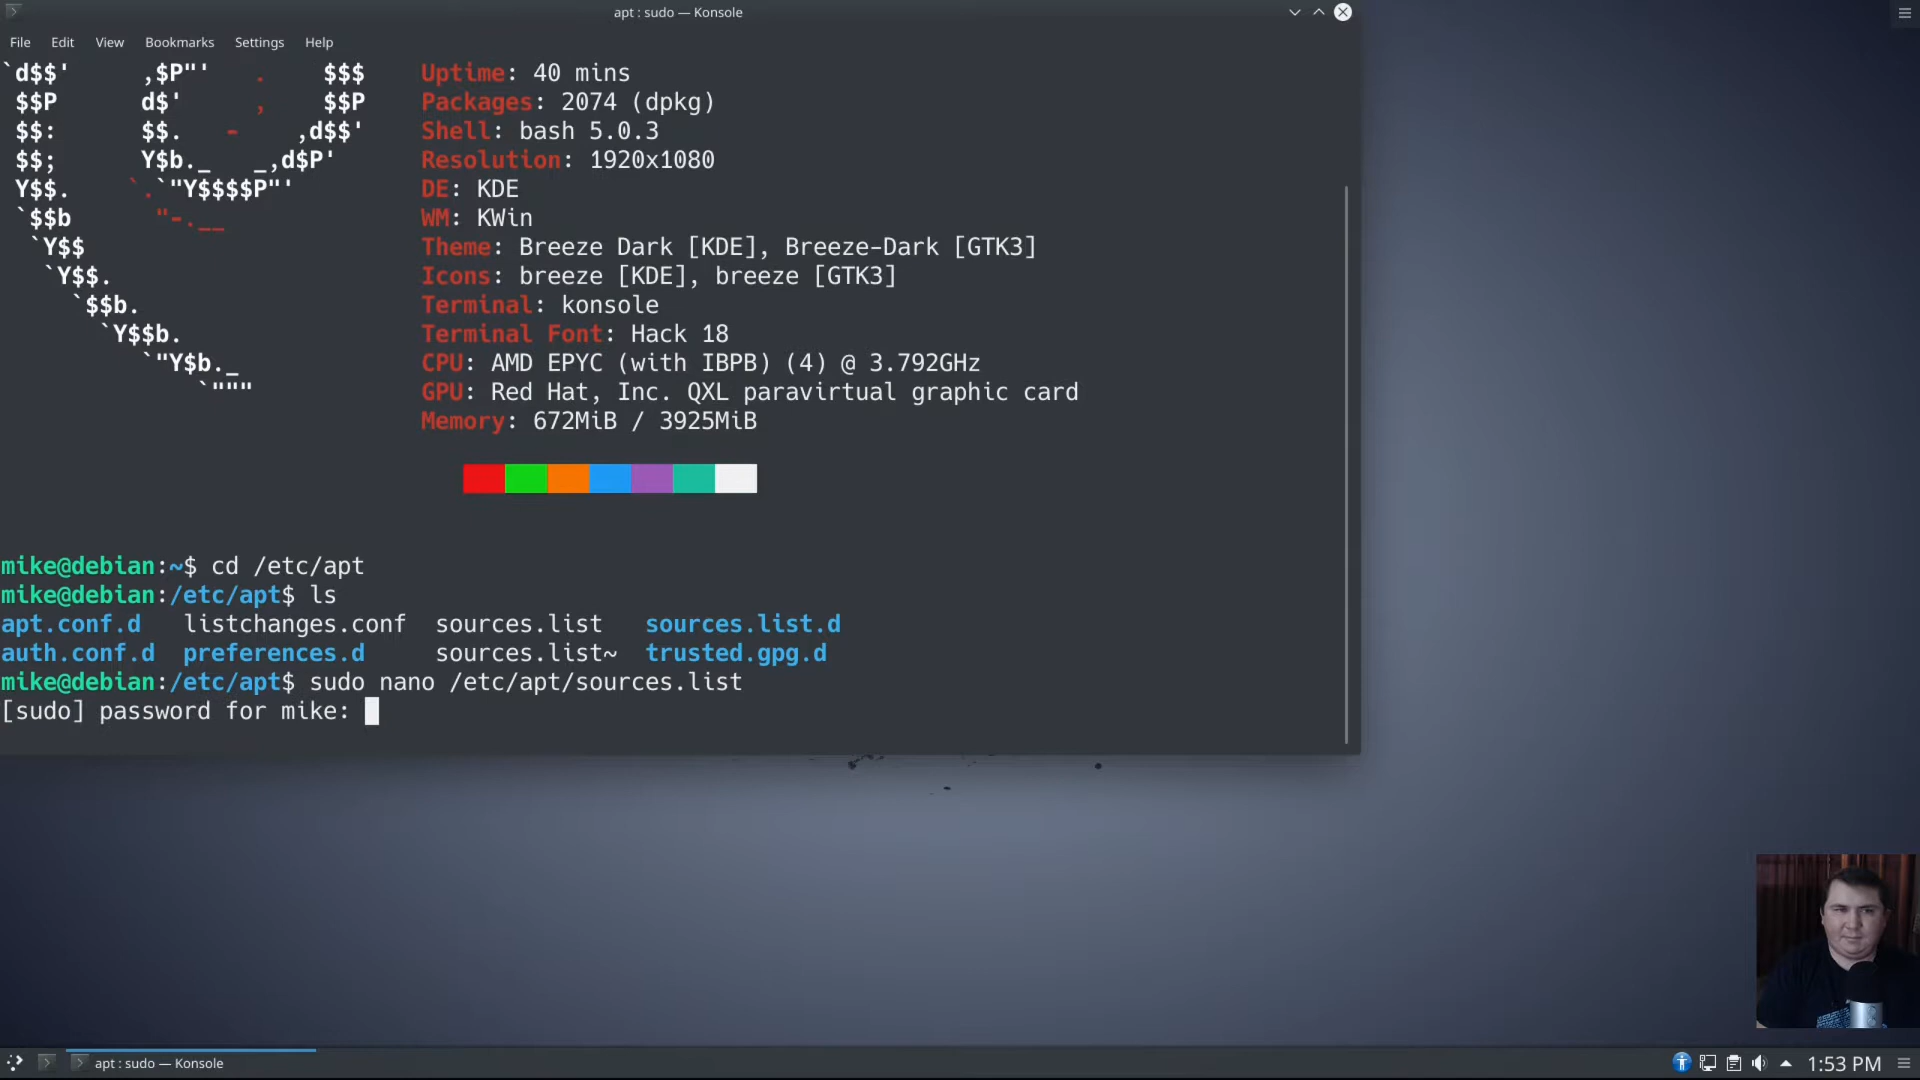 apt : sudo — Konsole
File Edit View Bookmarks Settings Help
`d$$' ,$P"' . $$$ Uptime: 40 mins
$$P d$' , $$P Packages: 2074 (dpkg)
$$: $$. - ,d$$' Shell: bash 5.0.3
$$; Y$b._ _,d$P' Resolution: 1920x1080
Y$$. `.`"Y$$$$P"' DE: KDE
`$$b "-.__ WM: KWin
`Y$$ Theme: Breeze Dark [KDE], Breeze-Dark [GTK3]
`Y$$. Icons: breeze [KDE], breeze [GTK3]
`$$b. Terminal: konsole
`Y$$b. Terminal Font: Hack 18
`"Y$b._ CPU: AMD EPYC (with IBPB) (4) @ 3.792GHz
`""" GPU: Red Hat, Inc. QXL paravirtual graphic card
Memory: 672MiB / 3925MiB
mike@debian:~$ cd /etc/apt
mike@debian:/etc/apt$ ls
apt.conf.d listchanges.conf sources.list sources.list.d
auth.conf.d preferences.d sources.list~ trusted.gpg.d
mike@debian:/etc/apt$ sudo nano /etc/apt/sources.list
[sudo] password for mike:
apt : sudo — Konsole
1:53 PM